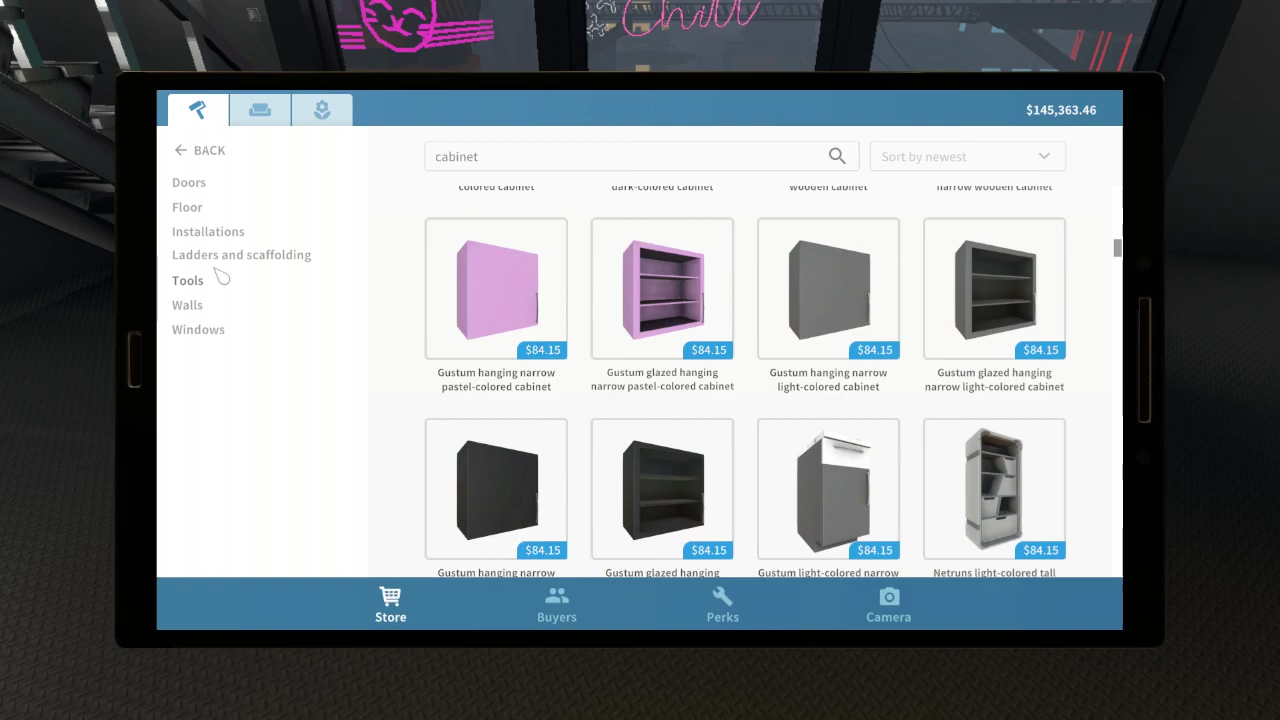 Chill
$145,363.46
BACK
cabinet
Sort by newest
Doors
Floor
Installations
Ladders and scaffolding
Tools
Walls
Windows
colored cabinet
dark-colored cabinet
wooden cabinet
narrow wooden cabinet
$84.15
$84.15
$84.15
$84.15
Gustum hanging narrow
pastel-colored cabinet
Gustum glazed hanging
narrow pastel-colored cabinet
Gustum hanging narrow
light-colored cabinet
Gustum glazed hanging
narrow light-colored cabinet
$84.15
$84.15
$84.15
$84.15
Gustum hanging narrow
Gustum glazed hanging
Gustum light-colored narrow
Netruns light-colored tall
Store
Buyers
Perks
Camera